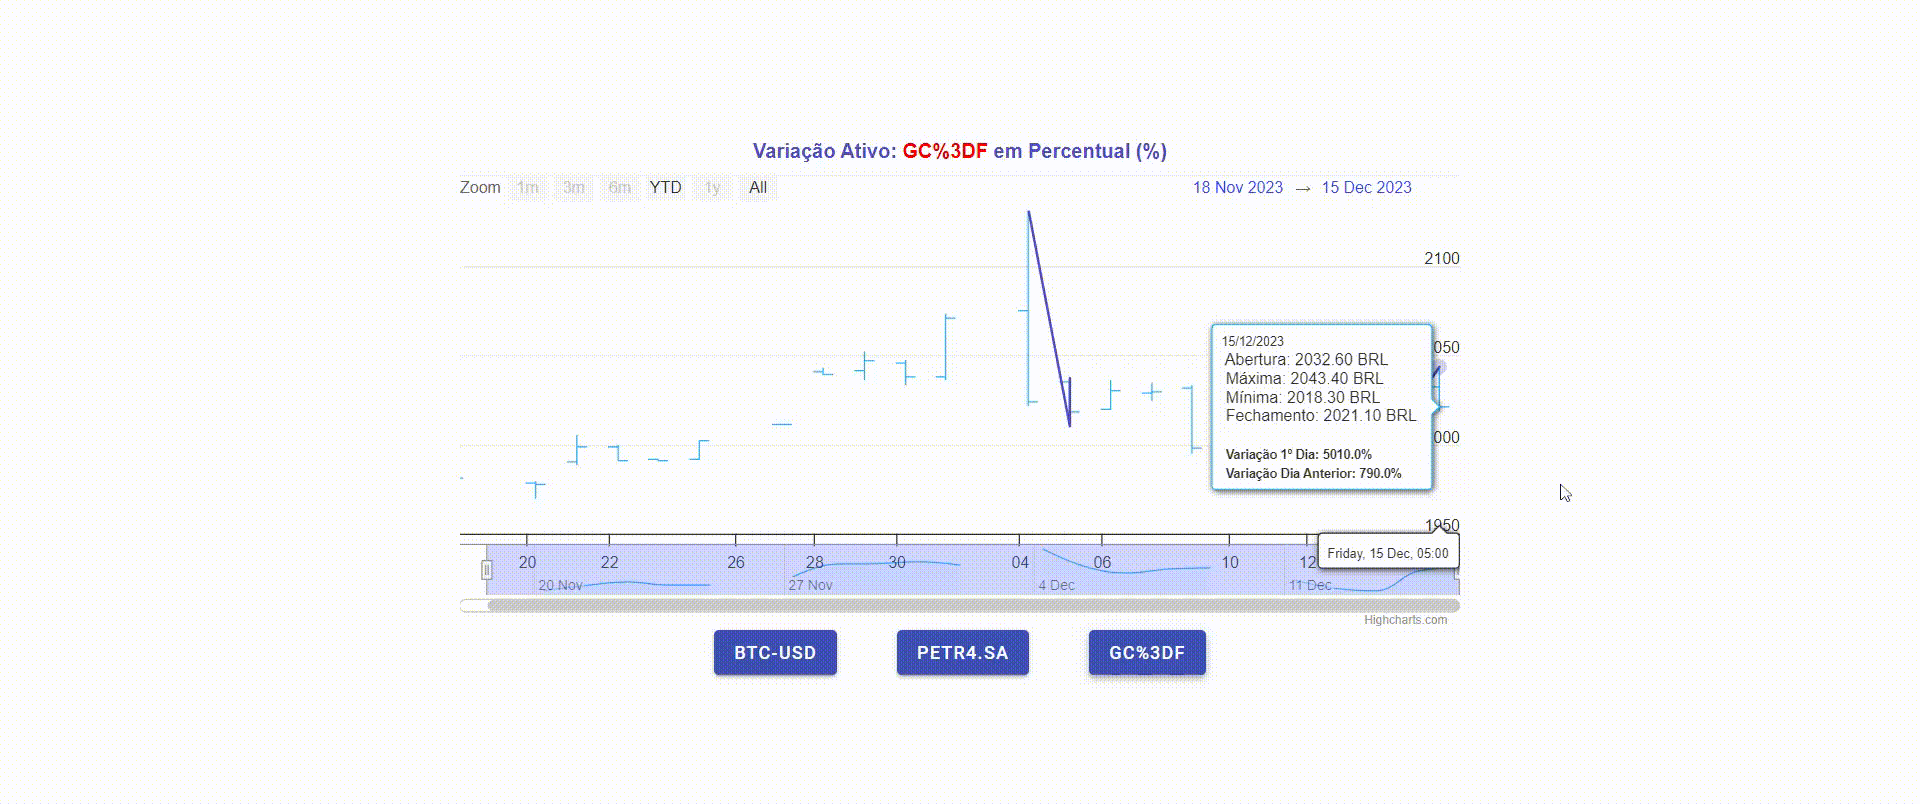 Variação Ativo: GC%3DF em Percentual (%)
Zoom 1m 3m 6m YTD 1y All 18 Nov 2023 → 15 Dec 2023
2100
15/12/2023
050
Abertura: 2032.60 BRL
Máxima: 2043.40 BRL
Mínima: 2018.30 BRL
Fechamento: 2021.10 BRL
000
Variação 1º Dia: 5010.0%
Variação Dia Anterior: 790.0%
1950
Friday, 15 Dec, 05:00
20 22 26 28 30 04 06 10 12
20 Nov 27 Nov 4 Dec 11 Dec
Highcharts.com
BTC-USD PETR4.SA GC%3DF